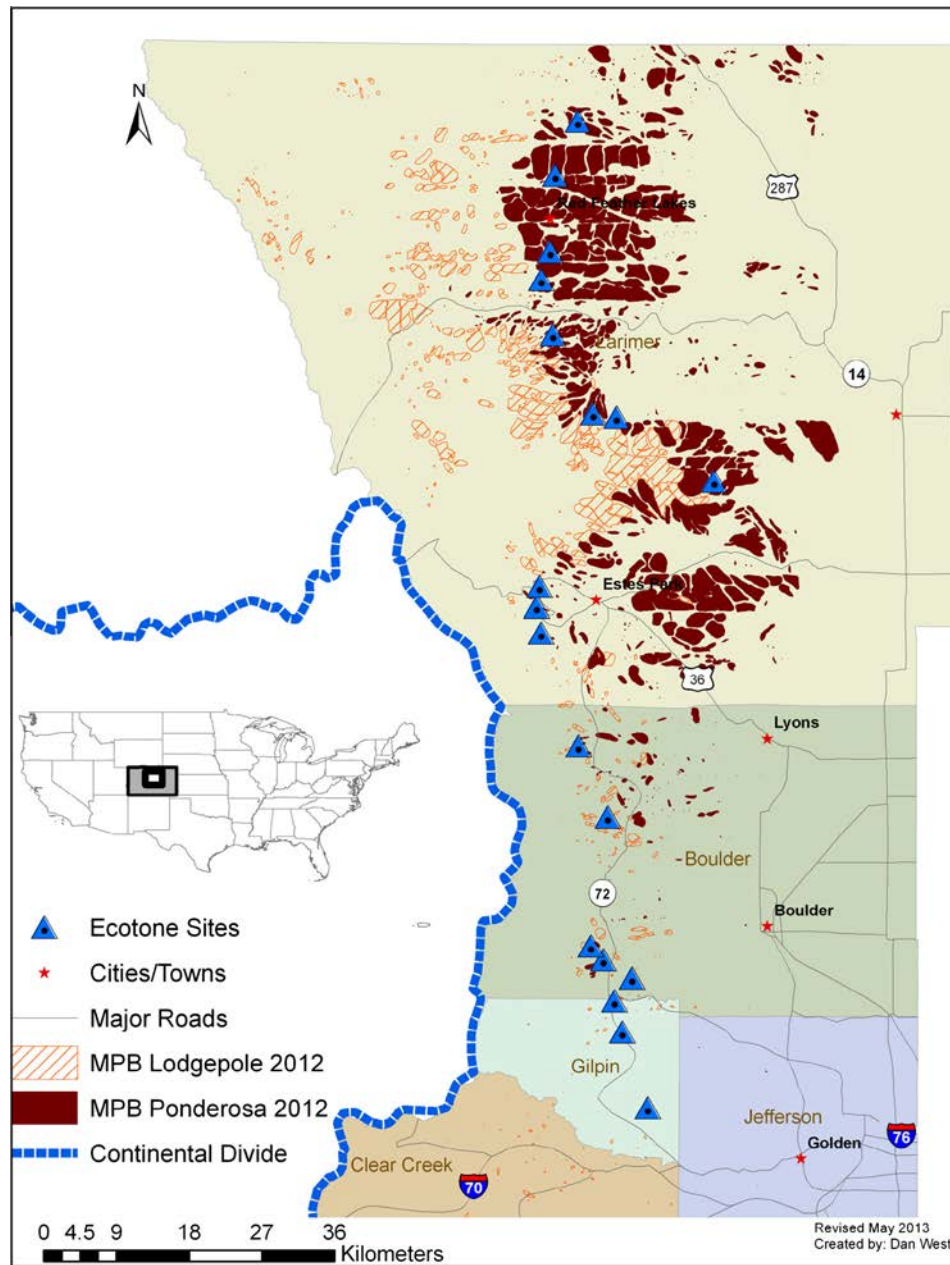 N
287
Red Feather Lakes
Larimer
14
Estes Park
36
Lyons
Boulder
72
Boulder
Gilpin
Jefferson
Golden
76
Clear Creek
70
Ecotone Sites
Cities/Towns
Major Roads
MPB Lodgepole 2012
MPB Ponderosa 2012
Continental Divide
0 4.5 9 18 27 36
Kilometers
Revised May 2013
Created by: Dan West